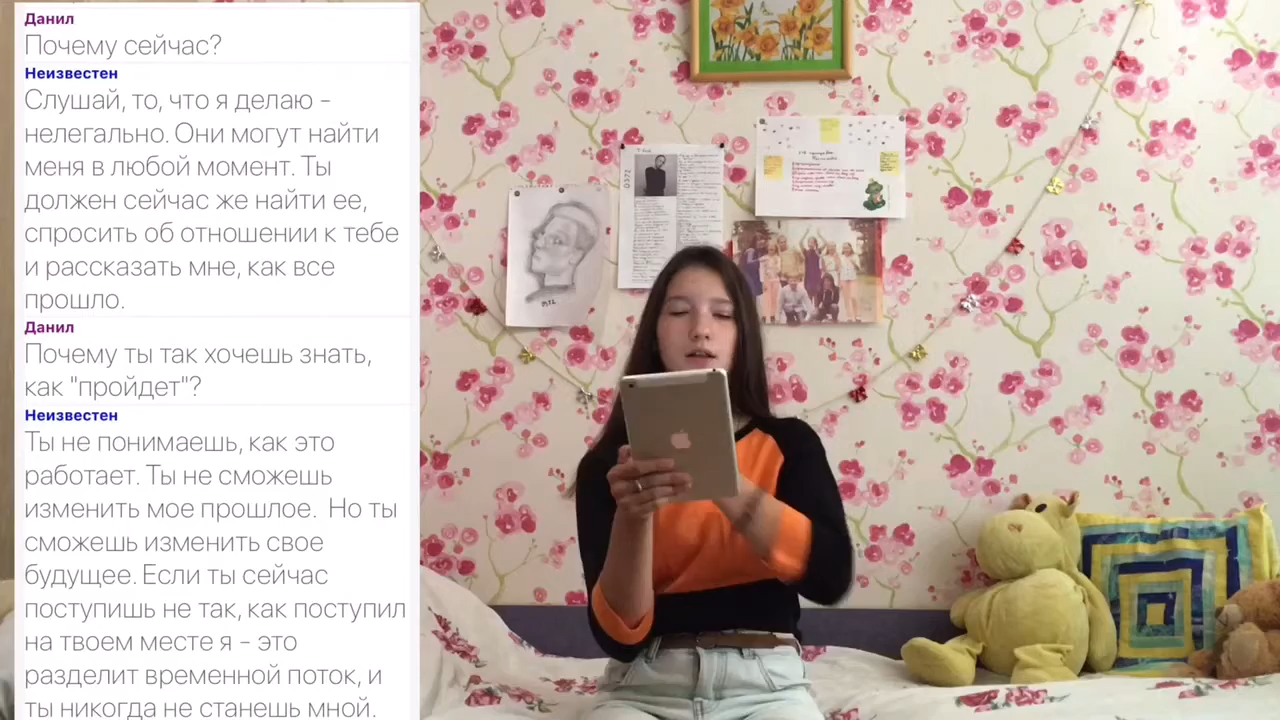 Данил
Почему сейчас?
Неизвестен
Слушай, то, что я делаю -
нелегально. Они могут найти
меня в любой момент. Ты
должен сейчас же найти ее,
спросить об отношении к тебе
и рассказать мне, как все
прошло.
Данил
Почему ты так хочешь знать,
как "пройдет"?
Неизвестен
Ты не понимаешь, как это
работает. Ты не сможешь
изменить мое прошлое. Но ты
сможешь изменить свое
будущее. Если ты сейчас
поступишь не так, как поступил
на твоем месте я - это
разделит временной поток, и
ты никогда не станешь мной.